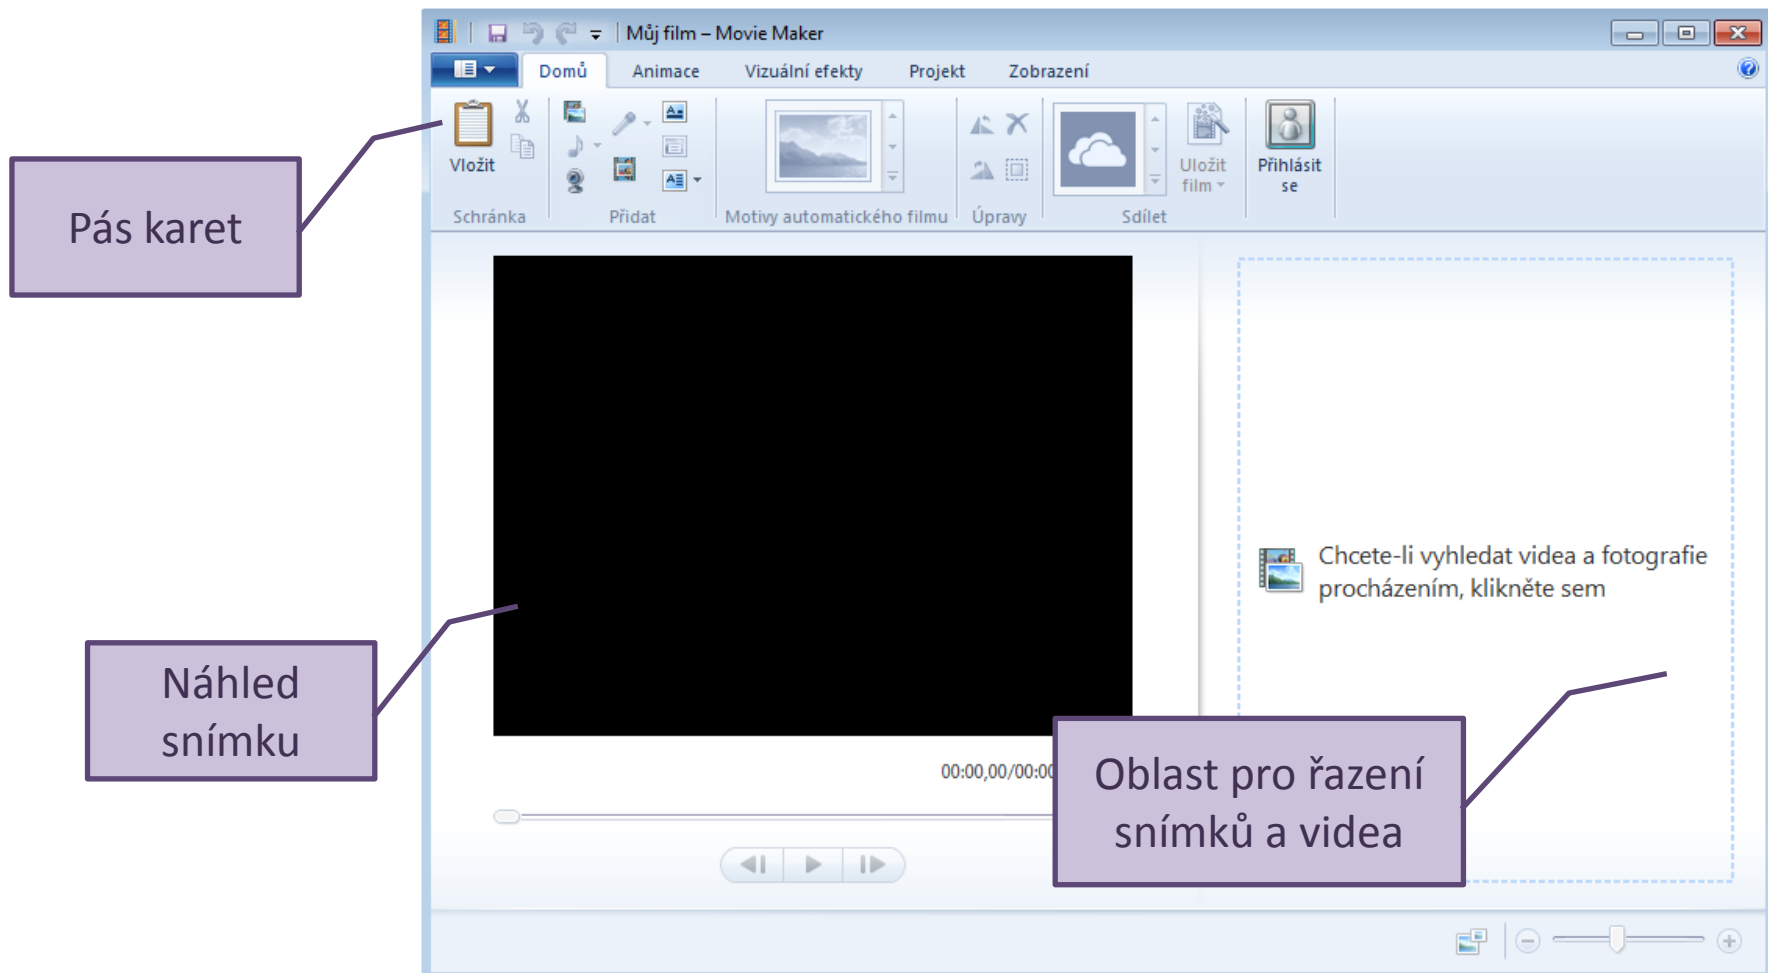 Můj film – Movie Maker
Domů Animace Vizuální efekty Projekt Zobrazení
Vložit
Uložit
film
Přihlásit
se
Schránka Přidat Motivy automatického filmu Úpravy Sdílet
Pás karet
Chcete-li vyhledat videa a fotografie
procházením, klikněte sem
Náhled
snímku
00:00,00/00:00
Oblast pro řazení
snímků a videa